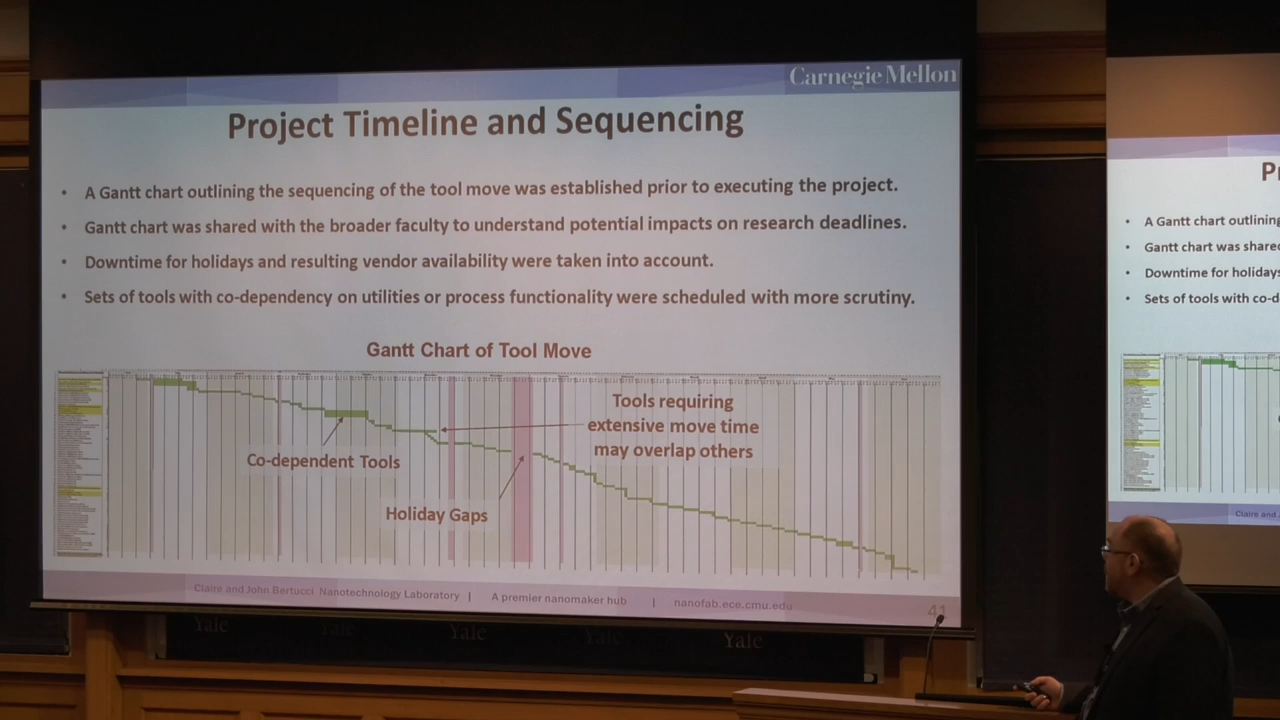 Carnegie Mellon
Project Timeline and Sequencing
• A Gantt chart outlining the sequencing of the tool move was established prior to executing the project.
• Gantt chart was shared with the broader faculty to understand potential impacts on research deadlines.
• Downtime for holidays and resulting vendor availability were taken into account.
• Sets of tools with co-dependency on utilities or process functionality were scheduled with more scrutiny.
Gantt Chart of Tool Move
Tools requiring
extensive move time
may overlap others
Co-dependent Tools
Holiday Gaps
Claire and John Bertucci Nanotechnology Laboratory | A premier nanomaker hub | nanofab.ece.cmu.edu
41
Yale Yale Yale Yale Yale
P
• A Gantt chart outlining
• Gantt chart was share
• Downtime for holidays
• Sets of tools with co-d
Claire and